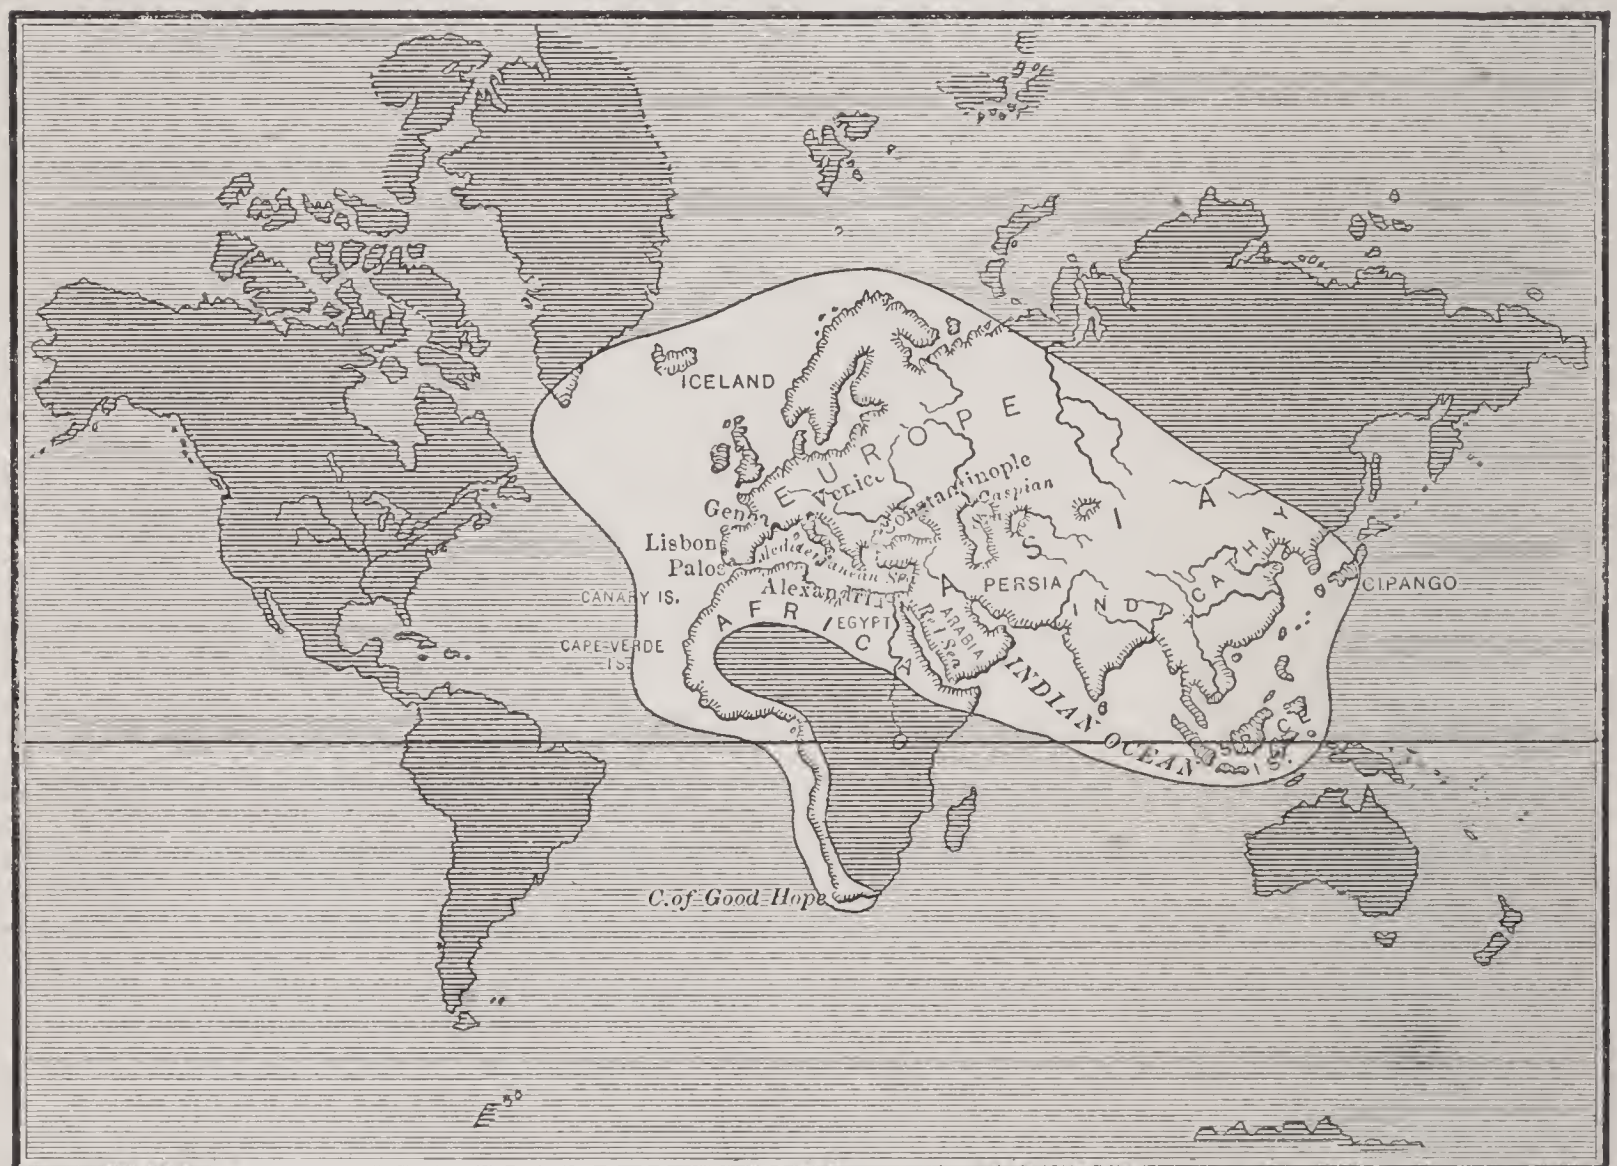 ICELAND
EUROPE
Venice
Constantinople
Caspian
Genoa
ASIA
CATHAY
Lisbon
Mediterranean Sea
Palos
PERSIA
CIPANGO
CANARY IS.
Alexandria
INDIA
AFRICA
EGYPT
ARABIA
Red Sea
CAPE VERDE
IS.
INDIAN OCEAN
IS.
C. of Good Hope